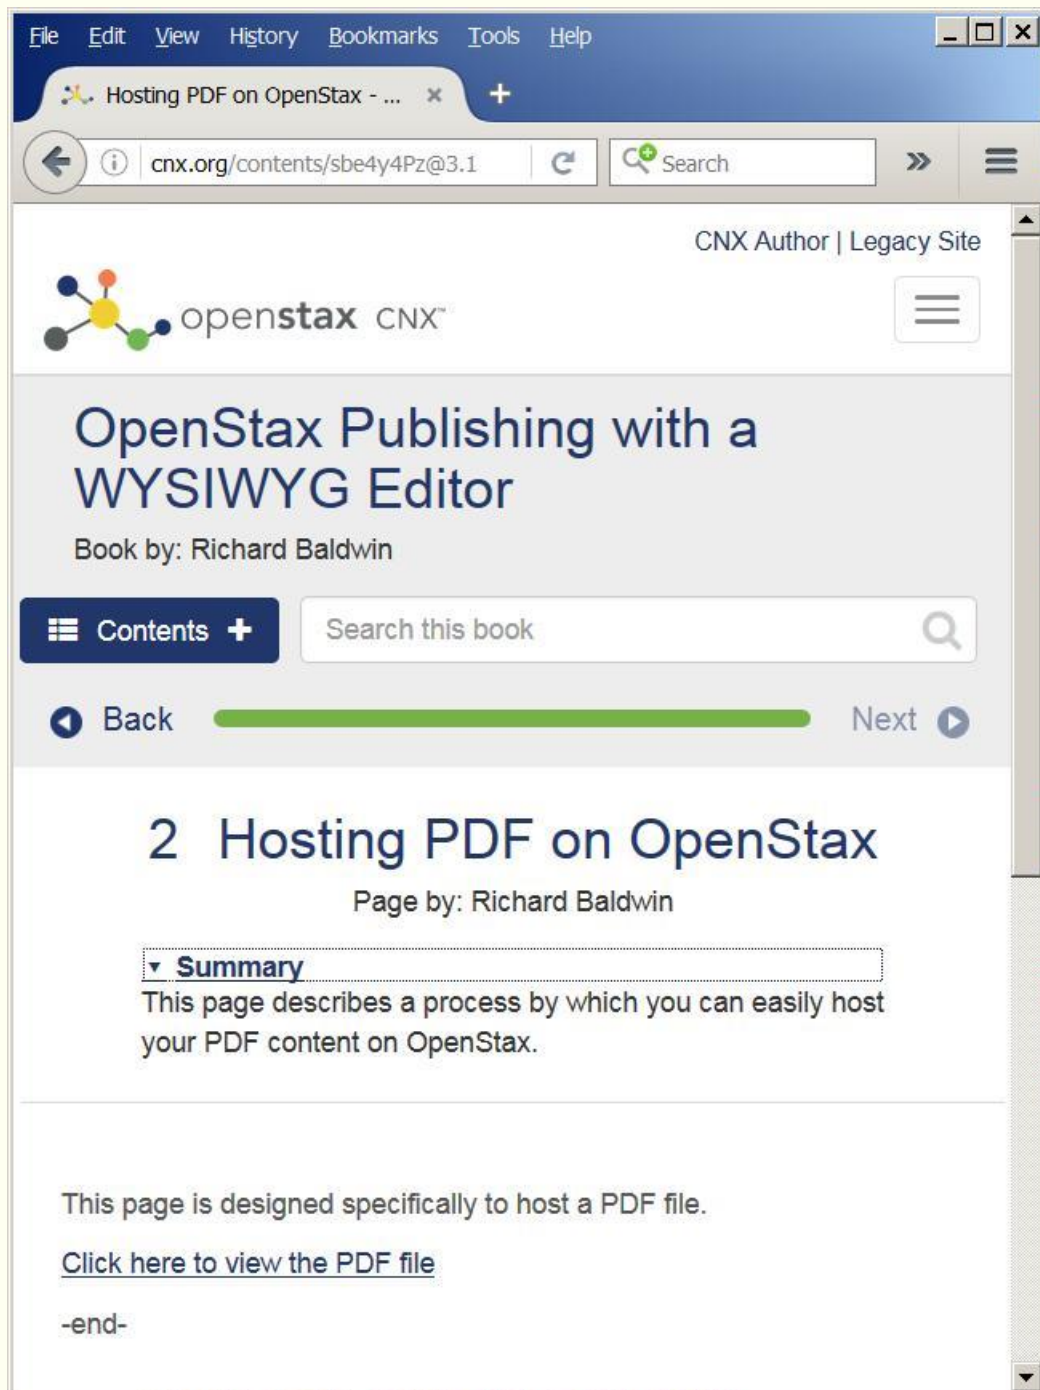 File Edit View History Bookmarks Tools Help
Hosting PDF on OpenStax - ...
cnx.org/contents/sbe4y4Pz@3.1 Search
CNX Author | Legacy Site
openstax CNX™
OpenStax Publishing with a
WYSIWYG Editor
Book by: Richard Baldwin
Contents Search this book
Back Next
2 Hosting PDF on OpenStax
Page by: Richard Baldwin
Summary
This page describes a process by which you can easily host
your PDF content on OpenStax.
This page is designed specifically to host a PDF file.
Click here to view the PDF file
-end-